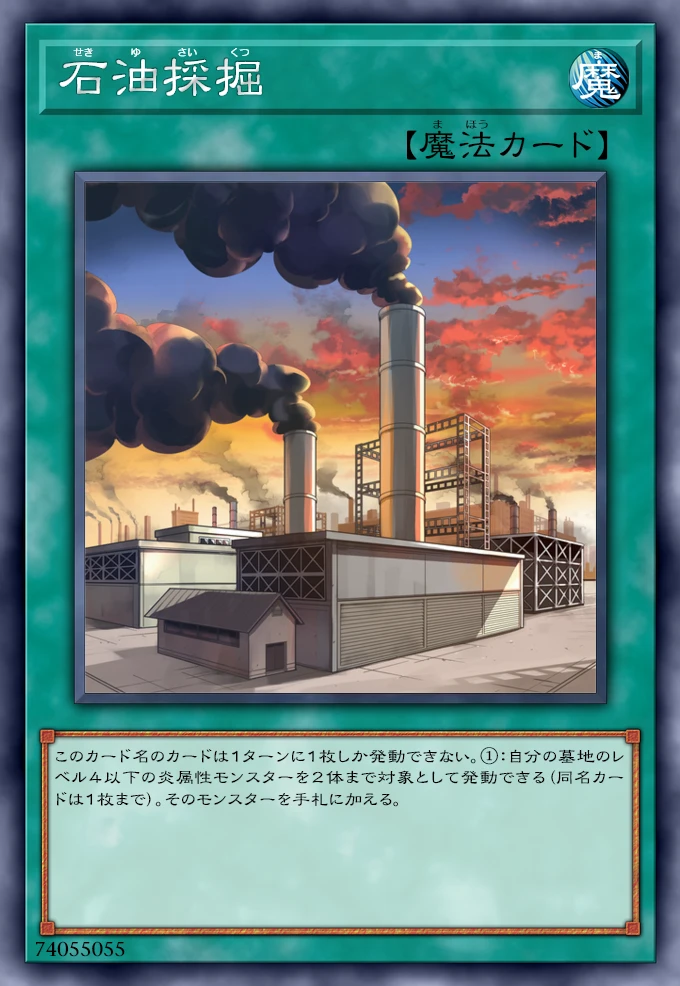 せき ゆ さい くつ
石油採掘
ま
魔
ま ほう
【魔法カード】
このカード名のカードは1ターンに1枚しか発動できない。①:自分の墓地のレ
ベル4以下の炎属性モンスターを2体まで対象として発動できる(同名カー
ドは1枚まで)。そのモンスターを手札に加える。
74055055